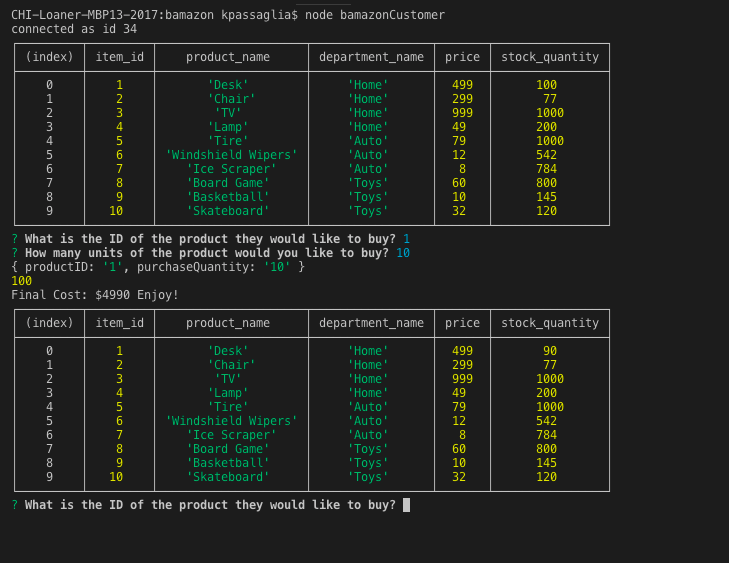 CHI-Loaner-MBP13-2017:bamazon kpassaglia$ node bamazonCustomer
connected as id 34
(index) item_id product_name department_name price stock_quantity
0 1 'Desk' 'Home' 499 100
1 2 'Chair' 'Home' 299 77
2 3 'TV' 'Home' 999 1000
3 4 'Lamp' 'Home' 49 200
4 5 'Tire' 'Auto' 79 1000
5 6 'Windshield Wipers' 'Auto' 12 542
6 7 'Ice Scraper' 'Auto' 8 784
7 8 'Board Game' 'Toys' 60 800
8 9 'Basketball' 'Toys' 10 145
9 10 'Skateboard' 'Toys' 32 120
? What is the ID of the product they would like to buy? 1
? How many units of the product would you like to buy? 10
{ productID: '1', purchaseQuantity: '10' }
100
Final Cost: $4990 Enjoy!
(index) item_id product_name department_name price stock_quantity
0 1 'Desk' 'Home' 499 90
1 2 'Chair' 'Home' 299 77
2 3 'TV' 'Home' 999 1000
3 4 'Lamp' 'Home' 49 200
4 5 'Tire' 'Auto' 79 1000
5 6 'Windshield Wipers' 'Auto' 12 542
6 7 'Ice Scraper' 'Auto' 8 784
7 8 'Board Game' 'Toys' 60 800
8 9 'Basketball' 'Toys' 10 145
9 10 'Skateboard' 'Toys' 32 120
? What is the ID of the product they would like to buy?